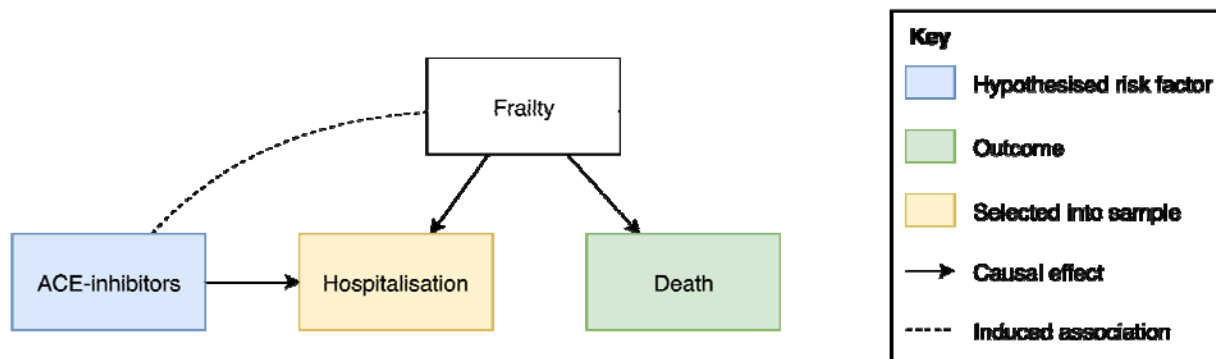 Frailty
ACE-inhibitors
Hospitalisation
Death
Key
Hypothesised risk factor
Outcome
Selected into sample
Causal effect
Induced association